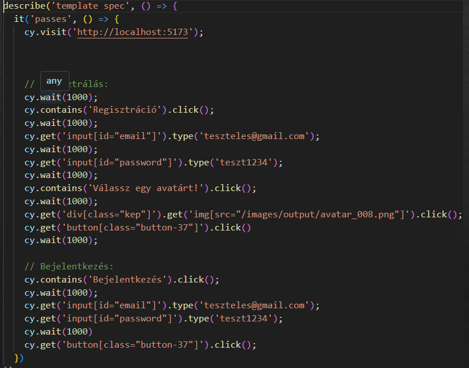 describe('template spec', () => {
it('passes', () => {
cy.visit('http://localhost:5173');
any
// trálás:
cy.wait(1000);
cy.contains('Regisztráció').click();
cy.wait(1000);
cy.get('input[id="email"]').type('teszteles@gmail.com');
cy.wait(1000);
cy.get('input[id="password"]').type('teszt1234');
cy.wait(1000);
cy.contains('Válassz egy avatárt!').click();
cy.wait(1000);
cy.get('div[class="kep"]').get('img[src="/images/output/avatar_008.png"]').click();
cy.get('button[class="button-37"]').click()
cy.wait(1000);
// Bejelentkezés:
cy.contains('Bejelentkezés').click();
cy.wait(1000);
cy.get('input[id="email"]').type('teszteles@gmail.com');
cy.get('input[id="password"]').type('teszt1234');
cy.wait(1000)
cy.get('button[class="button-37"]').click();
})